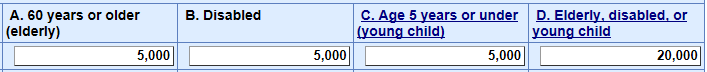 A. 60 years or older (elderly)
B. Disabled
C. Age 5 years or under (young child)
D. Elderly, disabled, or young child
5,000
5,000
5,000
20,000